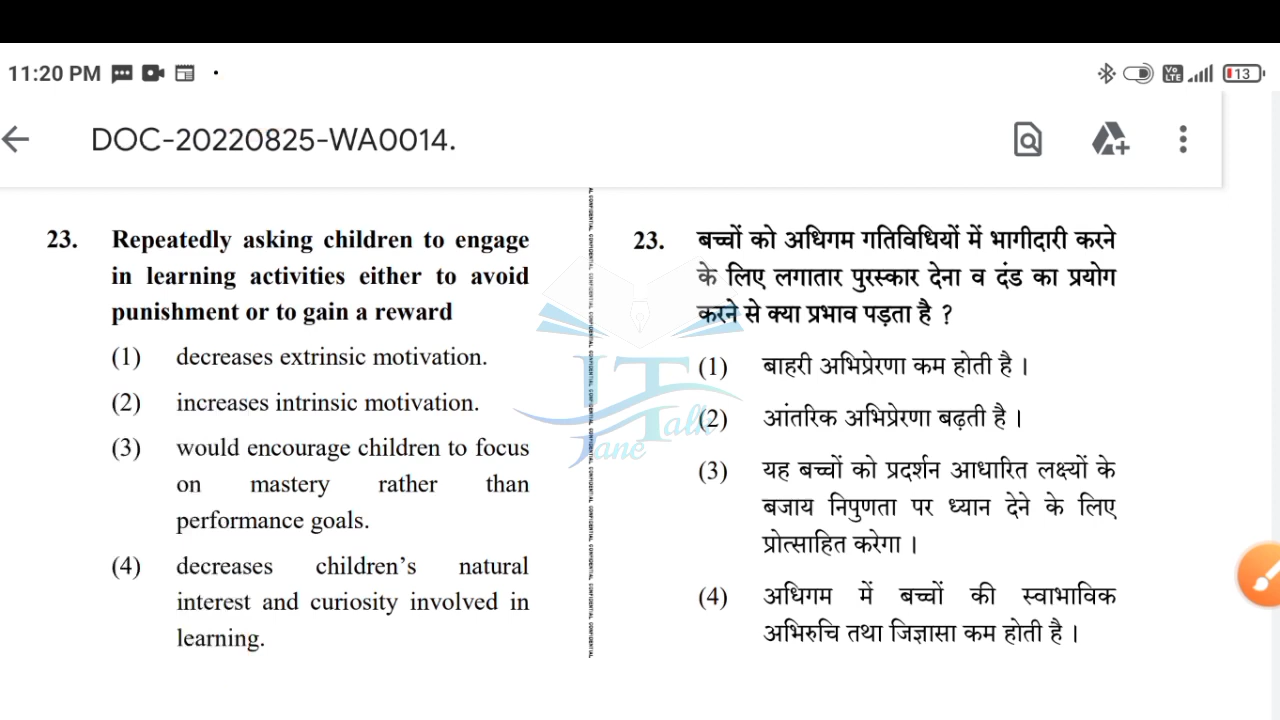 11:20 PM
13
DOC-20220825-WA0014.
23. Repeatedly asking children to engage
in learning activities either to avoid
punishment or to gain a reward
(1) decreases extrinsic motivation.
(2) increases intrinsic motivation.
(3) would encourage children to focus
on mastery rather than
performance goals.
(4) decreases children's natural
interest and curiosity involved in
learning.
23. बच्चों को अधिगम गतिविधियों में भागीदारी करने
के लिए लगातार पुरस्कार देना व दंड का प्रयोग
करने से क्या प्रभाव पड़ता है ?
(1) बाहरी अभिप्रेरणा कम होती है ।
(2) आंतरिक अभिप्रेरणा बढ़ती है ।
(3) यह बच्चों को प्रदर्शन आधारित लक्ष्यों के
बजाय निपुणता पर ध्यान देने के लिए
प्रोत्साहित करेगा ।
(4) अधिगम में बच्चों की स्वाभाविक
अभिरुचि तथा जिज्ञासा कम होती है ।
Talk
Jane